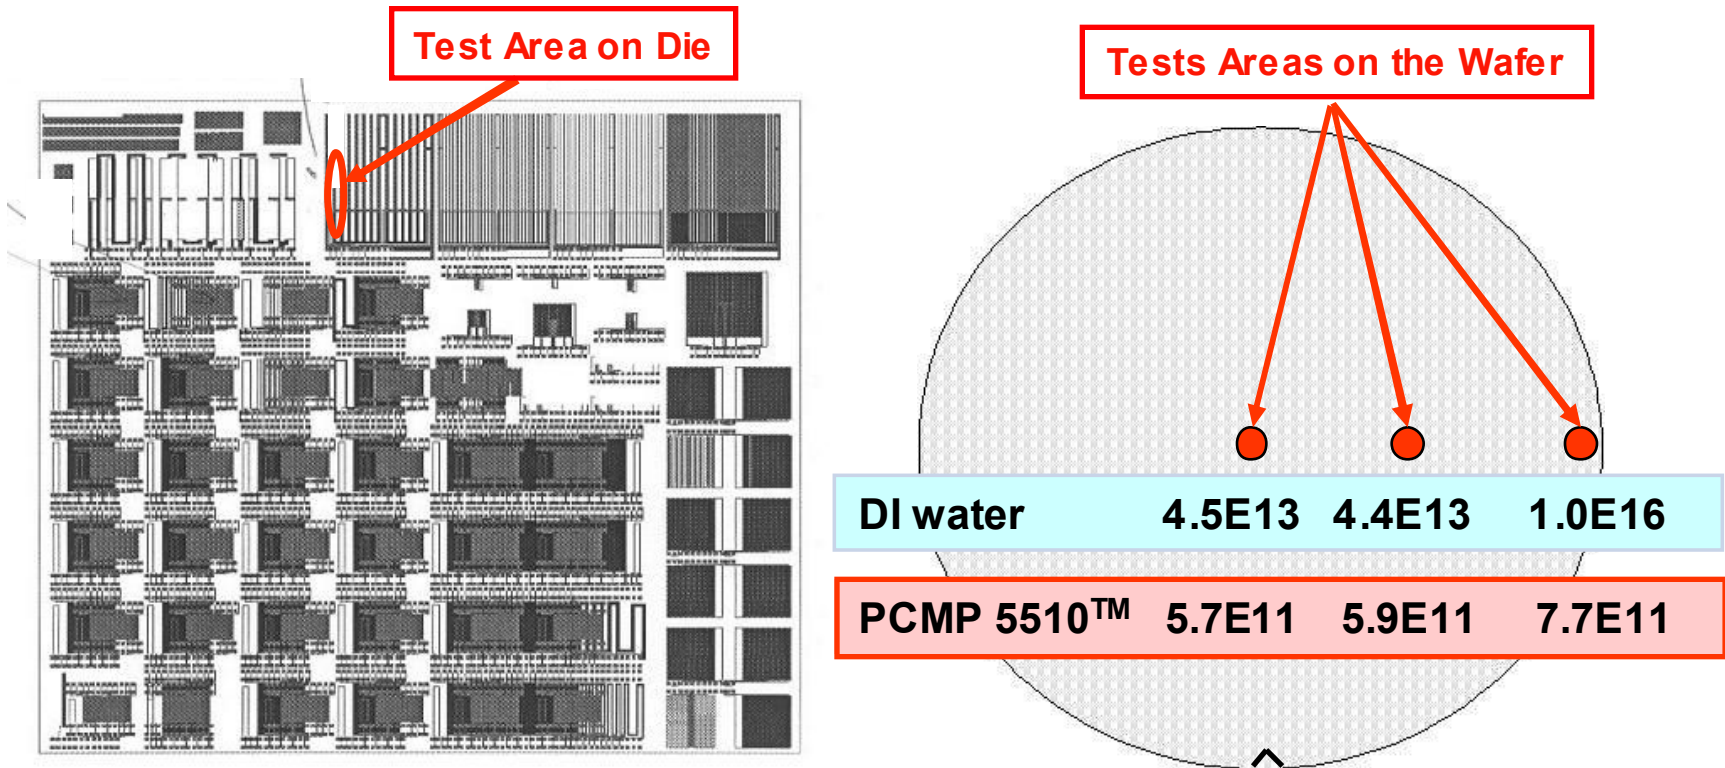 Test Area on Die
Tests Areas on the Wafer
DI water 4.5E13 4.4E13 1.0E16
PCMP 5510™ 5.7E11 5.9E11 7.7E11